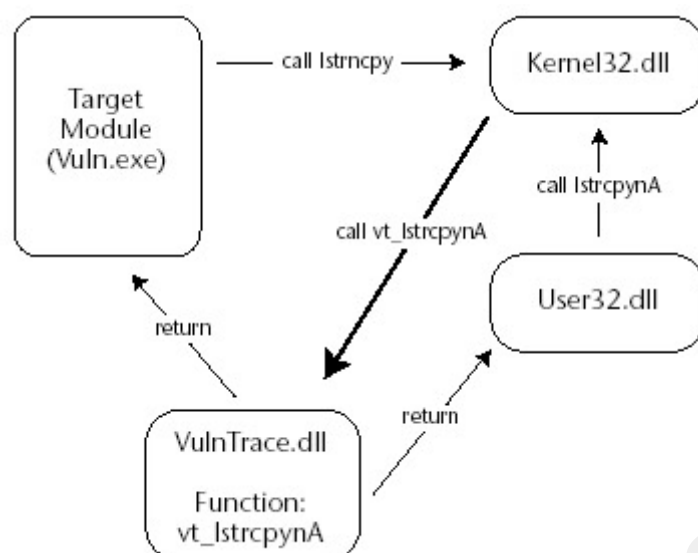 Target
Module
(Vuln.exe)
call lstrncpy
Kernel32.dll
call lstrcpynA
call vt_lstrcpynA
User32.dll
return
return
VulnTrace.dll
Function:
vt_lstrcpynA